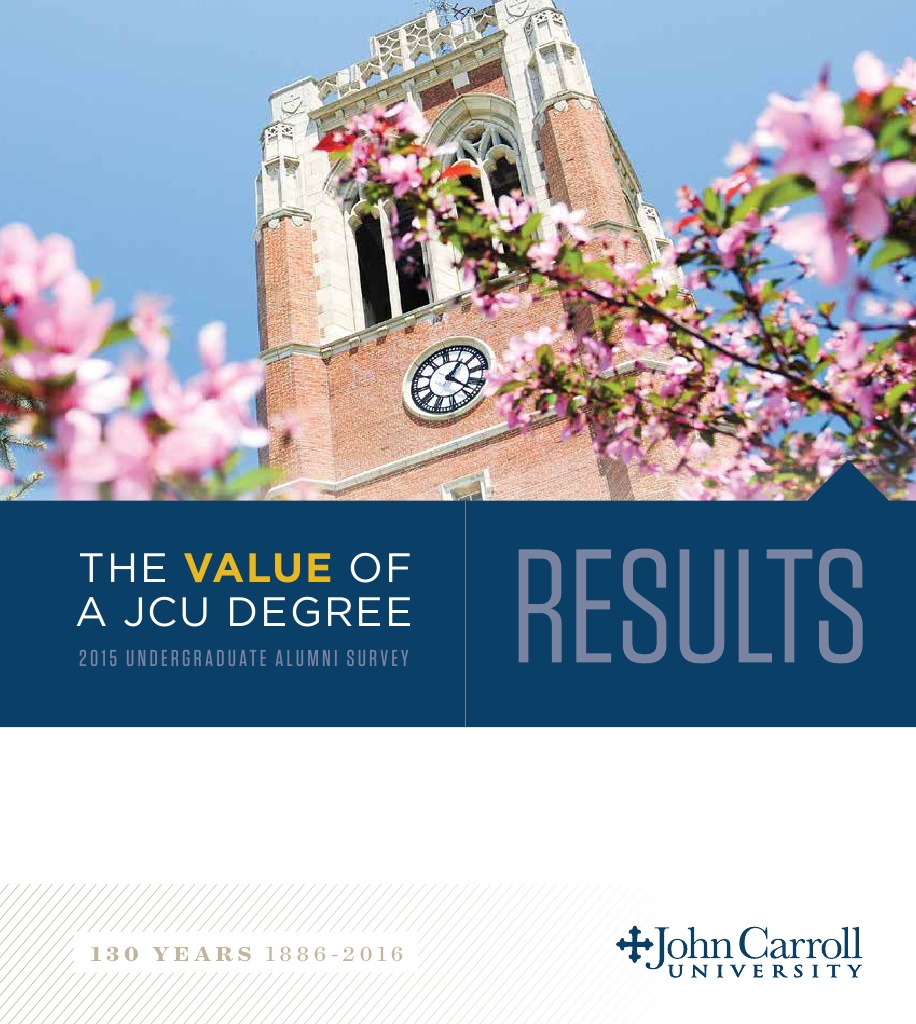 THE VALUE OF
A JCU DEGREE
2015 UNDERGRADUATE ALUMNI SURVEY
RESULTS
130 YEARS 1886-2016
John Carroll
UNIVERSITY